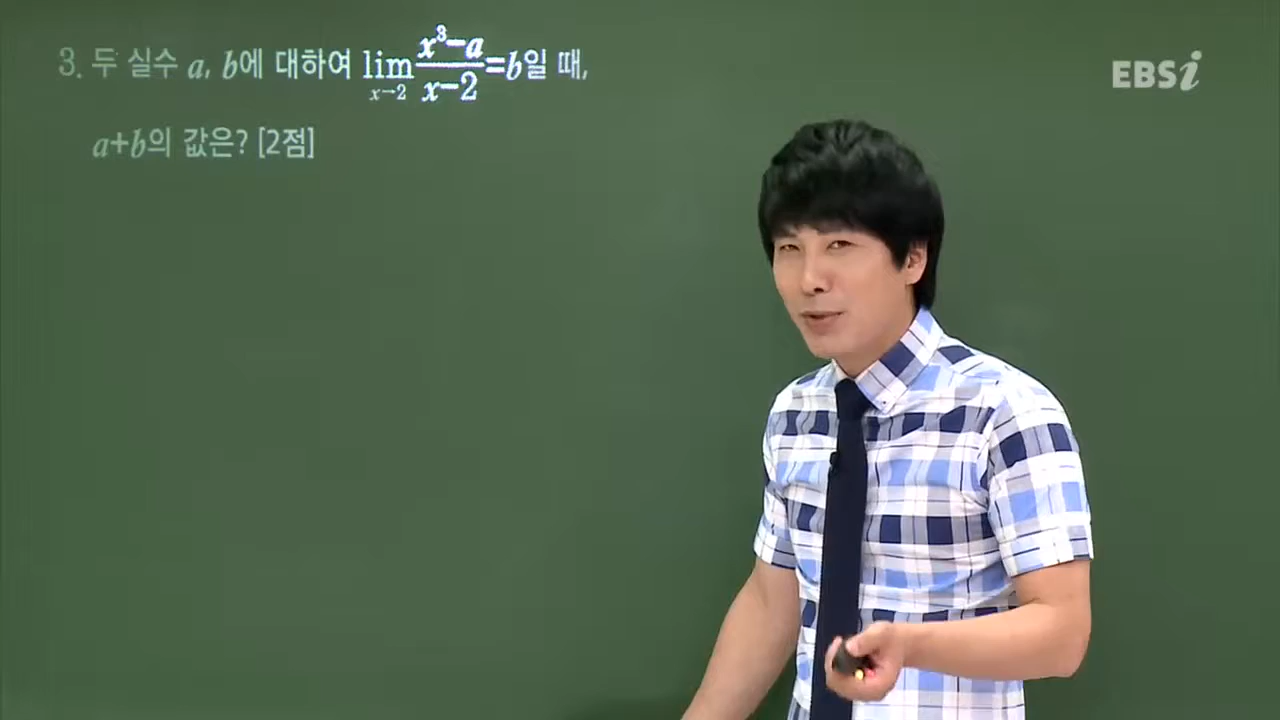 3. 두 실수 a, b에 대하여 lim x→2 x³−a / x−2 =b일 때,
a+b의 값은? [2점]
EBSi